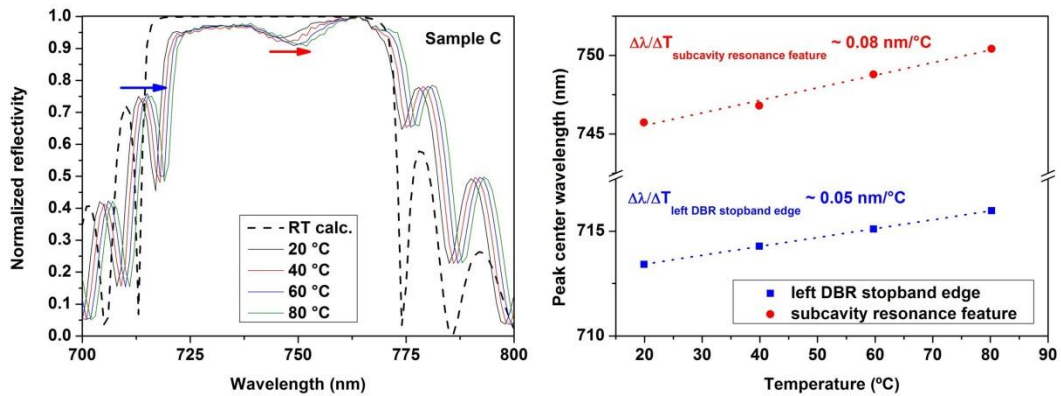 Sample C
Normalized reflectivity
1.0
0.9
0.8
0.7
0.6
0.5
0.4
0.3
0.2
0.1
0.0
RT calc.
20 °C
40 °C
60 °C
80 °C
700 725 750 775 800
Wavelength (nm)
Peak center wavelength (nm)
750
745
715
710
Δλ/ΔT subcavity resonance feature ~ 0.08 nm/°C
Δλ/ΔT left DBR stopband edge ~ 0.05 nm/°C
left DBR stopband edge
subcavity resonance feature
20 30 40 50 60 70 80 90
Temperature (ºC)